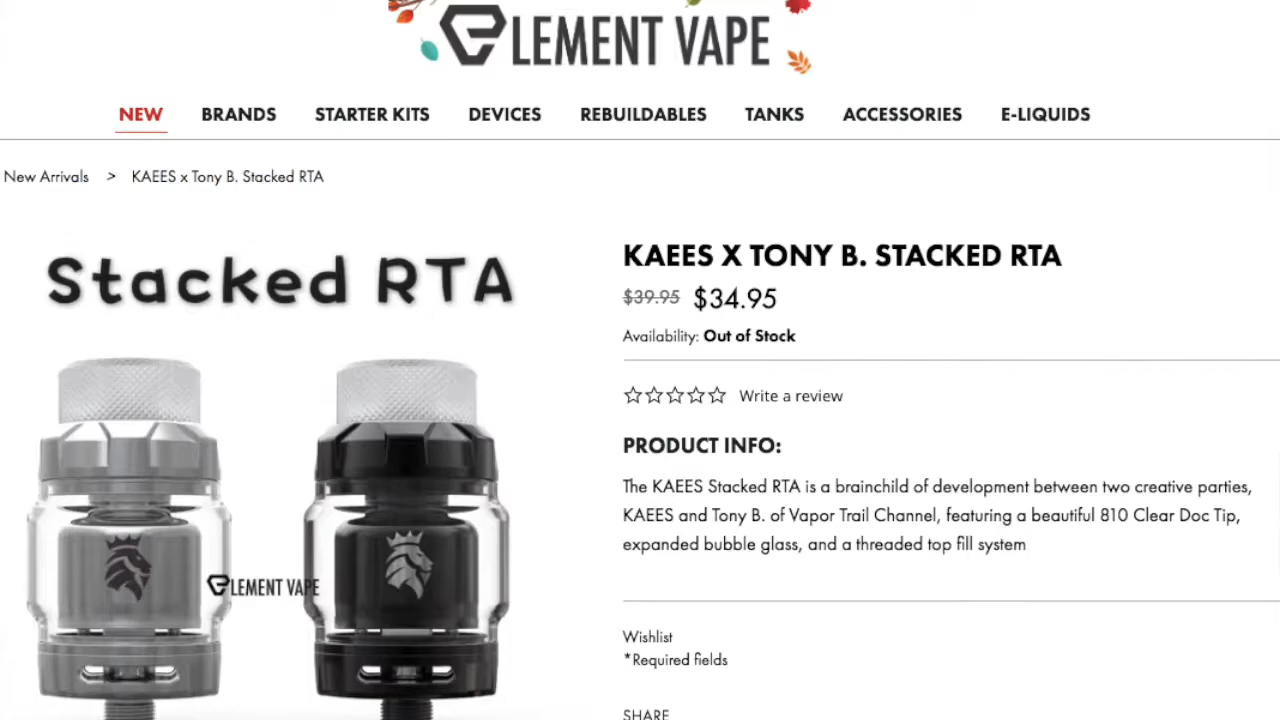 ELEMENT VAPE
NEW BRANDS STARTER KITS DEVICES REBUILDABLES TANKS ACCESSORIES E-LIQUIDS
New Arrivals > KAEES x Tony B. Stacked RTA
Stacked RTA
ELEMENT VAPE
KAEES X TONY B. STACKED RTA
$39.95 $34.95
Availability: Out of Stock
Write a review
PRODUCT INFO:
The KAEES Stacked RTA is a brainchild of development between two creative parties,
KAEES and Tony B. of Vapor Trail Channel, featuring a beautiful 810 Clear Doc Tip,
expanded bubble glass, and a threaded top fill system
Wishlist
*Required fields
SHARE